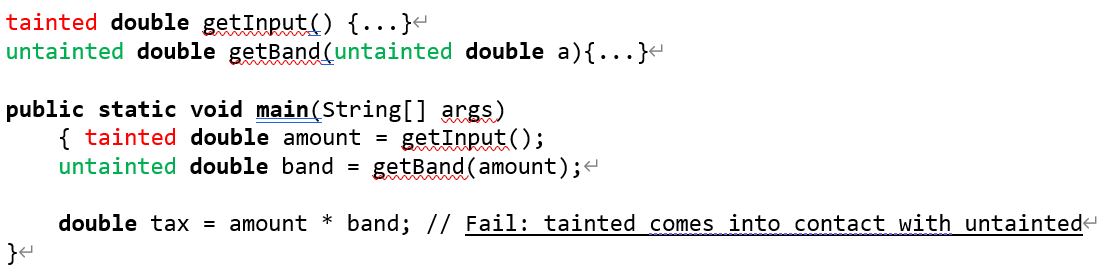 tainted double getInput() {...}
untainted double getBand(untainted double a){...}
public static void main(String[] args)
{ tainted double amount = getInput();
untainted double band = getBand(amount);
double tax = amount * band; // Fail: tainted comes into contact with untainted
}